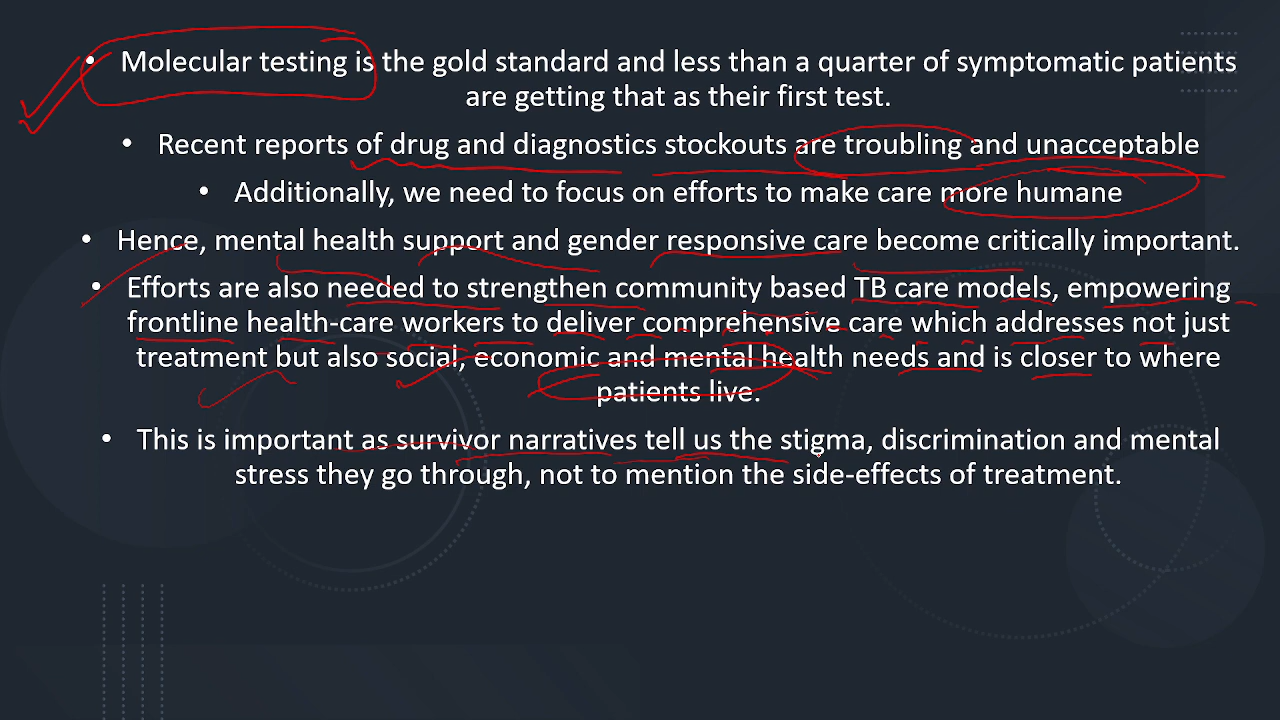 • Molecular testing is the gold standard and less than a quarter of symptomatic patients
are getting that as their first test.
• Recent reports of drug and diagnostics stockouts are troubling and unacceptable
• Additionally, we need to focus on efforts to make care more humane
• Hence, mental health support and gender responsive care become critically important.
• Efforts are also needed to strengthen community based TB care models, empowering
frontline health-care workers to deliver comprehensive care which addresses not just
treatment but also social, economic and mental health needs and is closer to where
patients live.
• This is important as survivor narratives tell us the stigma, discrimination and mental
stress they go through, not to mention the side-effects of treatment.